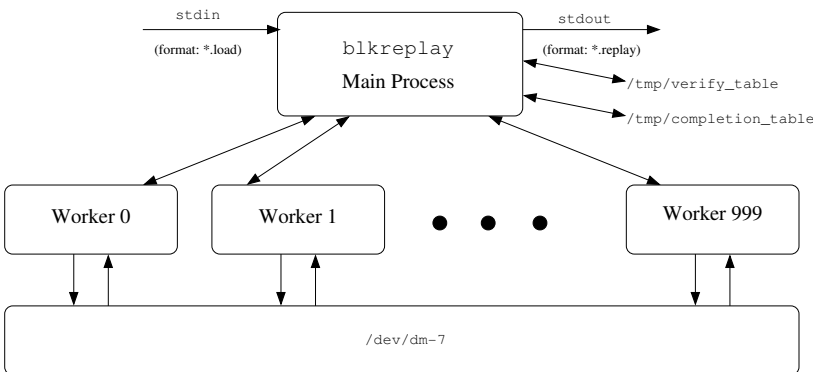 stdin
stdout
(format: *.load)
(format: *.replay)
blkreplay
Main Process
/tmp/verify_table
/tmp/completion_table
Worker 0
Worker 1
Worker 999
/dev/dm-7